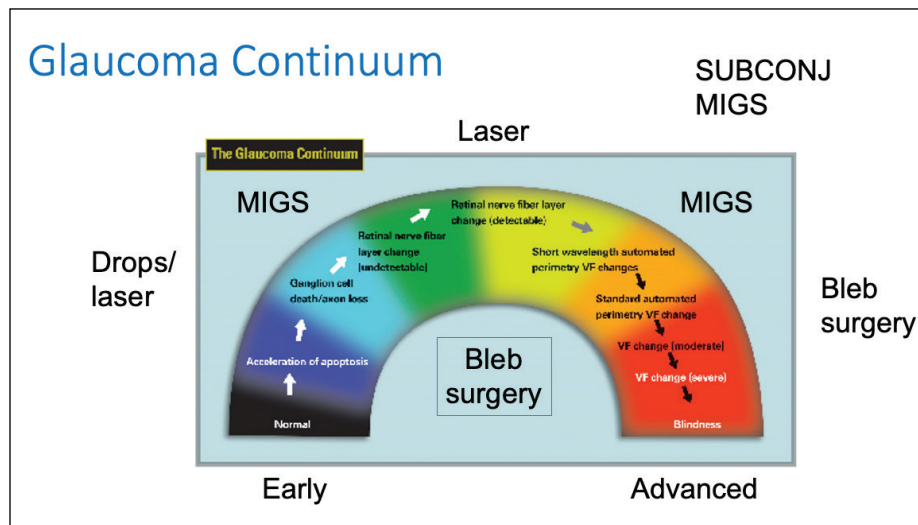 Glaucoma Continuum
SUBCONJ
MIGS
Laser
The Glaucoma Continuum
MIGS
MIGS
Drops/
laser
Normal
Acceleration of apoptosis
Ganglion cell
death/axon loss
Retinal nerve fiber
layer change
(undetectable)
Retinal nerve fiber layer
change (detectable)
Short wavelength automated
perimetry VF changes
Standard automated
perimetry VF change
VF change (moderate)
VF change (severe)
Blindness
Bleb
surgery
Bleb
surgery
Early
Advanced